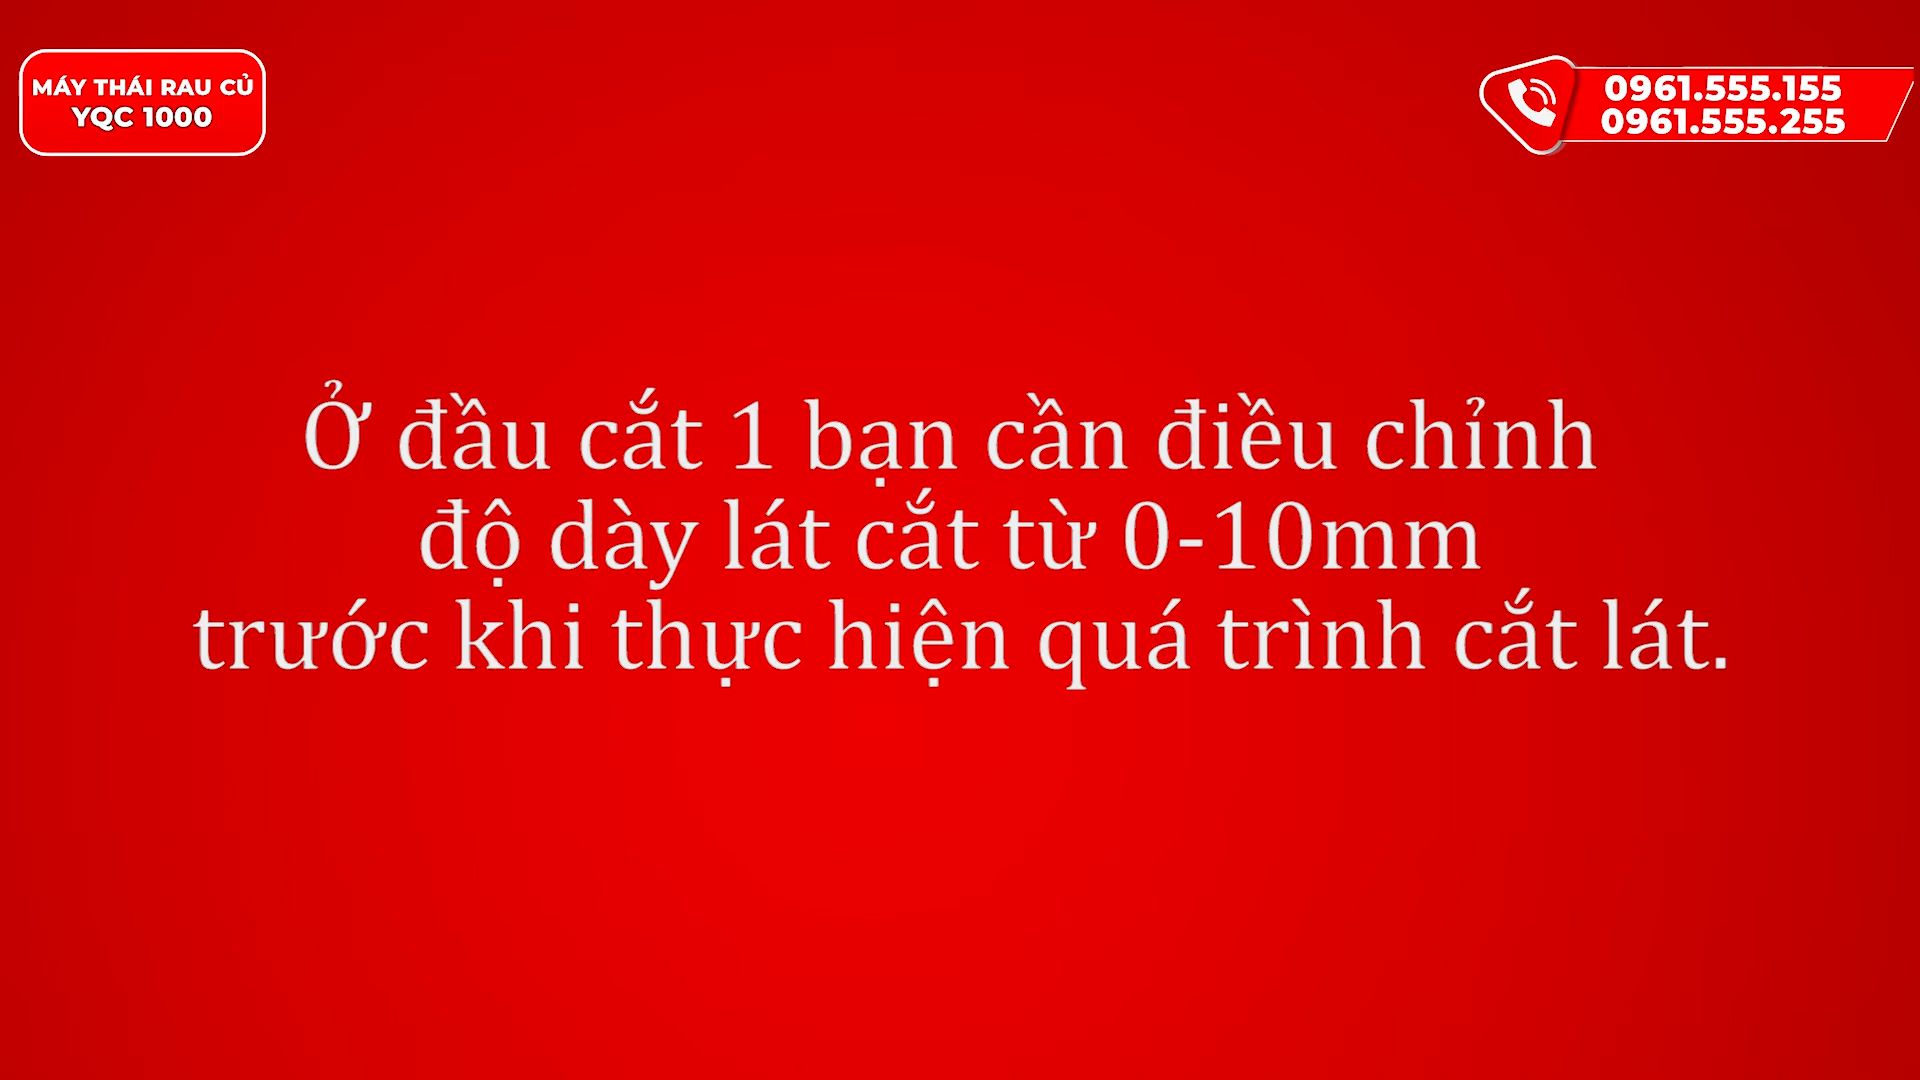 MÁY THÁI RAU CỦ
YQC 1000
0961.555.155
0961.555.255
Ở đầu cắt 1 bạn cần điều chỉnh
độ dày lát cắt từ 0-10mm
trước khi thực hiện quá trình cắt lát.